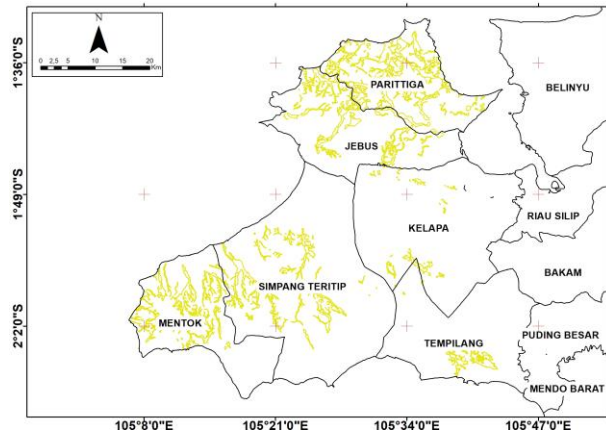 N
0 2,5 5 10 15 20
Km
1°36'0"S
1°49'0"S
2°2'0"S
PARITTIGA
BELINYU
JEBUS
KELAPA
RIAU SILIP
BAKAM
SIMPANG TERITIP
MENTOK
TEMPILANG
PUDING BESAR
MENDO BARAT
105°8'0"E 105°21'0"E 105°34'0"E 105°47'0"E